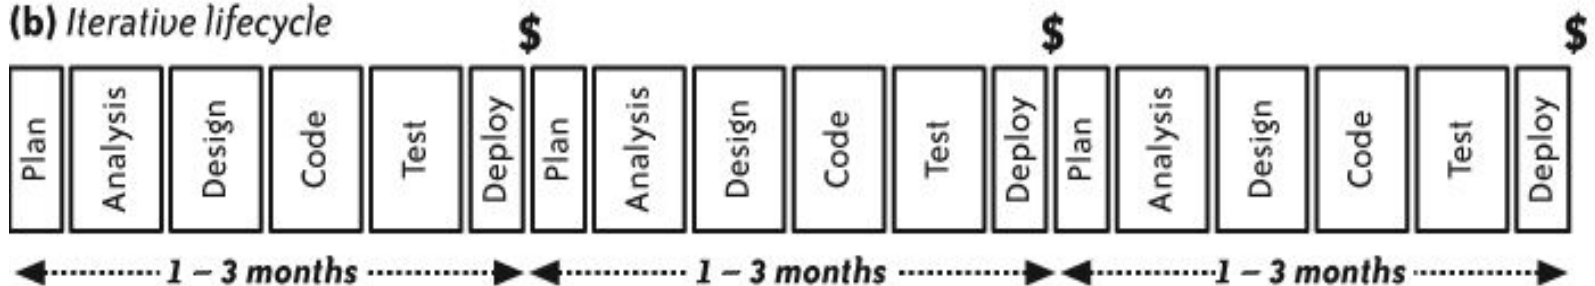 (b) Iterative lifecycle
$ $ $
Plan Analysis Design Code Test Deploy Plan Analysis Design Code Test Deploy Plan Analysis Design Code Test Deploy
1 – 3 months 1 – 3 months 1 – 3 months